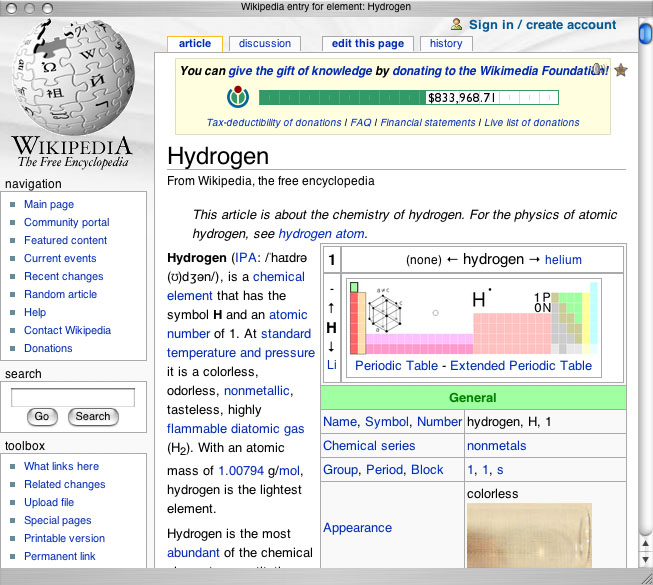 Wikipedia entry for element: Hydrogen
Sign in / create account
article
discussion
edit this page
history
You can give the gift of knowledge by donating to the Wikimedia Foundation!
$833,968.71
Tax-deductibility of donations | FAQ | Financial statements | Live list of donations
WIKIPEDIA
The Free Encyclopedia
navigation
Main page
Community portal
Featured content
Current events
Recent changes
Random article
Help
Contact Wikipedia
Donations
search
Go
Search
toolbox
What links here
Related changes
Upload file
Special pages
Printable version
Permanent link
Hydrogen
From Wikipedia, the free encyclopedia
This article is about the chemistry of hydrogen. For the physics of atomic
hydrogen, see hydrogen atom.
Hydrogen (IPA: /ˈhaɪdrə
(ʊ)dʒən/), is a chemical
element that has the
symbol H and an atomic
number of 1. At standard
temperature and pressure
it is a colorless,
odorless, nonmetallic,
tasteless, highly
flammable diatomic gas
(H2). With an atomic
mass of 1.00794 g/mol,
hydrogen is the lightest
element.
Hydrogen is the most
abundant of the chemical
1
(none) ← hydrogen → helium
-
↑
H
↓
Li
H
1P
0N
Periodic Table - Extended Periodic Table
General
Name, Symbol, Number hydrogen, H, 1
Chemical series nonmetals
Group, Period, Block 1, 1, s
Appearance
colorless